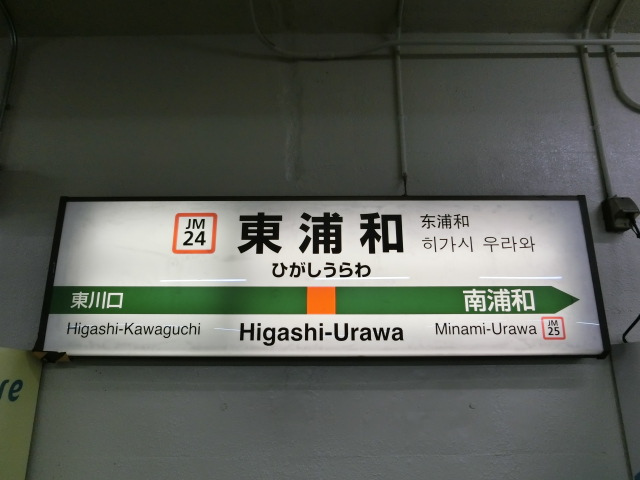 JM
24
東浦和
东浦和
히가시 우라와
ひがしうらわ
東川口
南浦和
Higashi-Kawaguchi
Higashi-Urawa
Minami-Urawa
JM
25
re